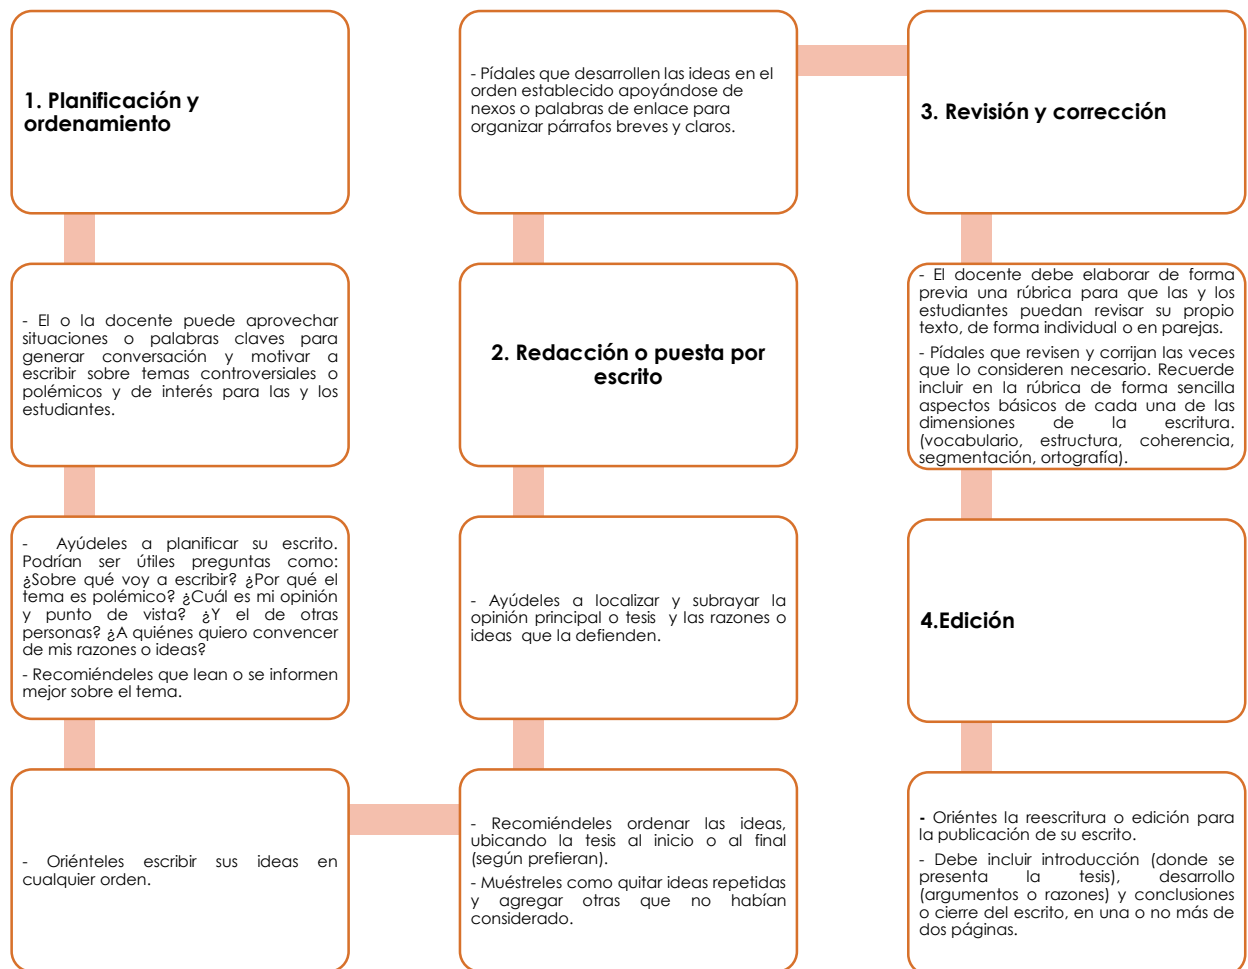 1. Planificación y
ordenamiento
- El o la docente puede aprovechar
situaciones o palabras claves para
generar conversación y motivar a
escribir sobre temas controversiales o
polémicos y de interés para las y los
estudiantes.
- Ayúdeles a planificar su escrito.
Podrían ser útiles preguntas como:
¿Sobre qué voy a escribir? ¿Por qué el
tema es polémico? ¿Cuál es mi opinión
y punto de vista? ¿Y el de otras
personas? ¿A quiénes quiero convencer
de mis razones o ideas?
- Recomiéndeles que lean o se informen
mejor sobre el tema.
- Oriénteles escribir sus ideas en
cualquier orden.
- Recomiéndeles ordenar las ideas,
ubicando la tesis al inicio o al final
(según prefieran).
- Muéstreles como quitar ideas repetidas
y agregar otras que no habían
considerado.
- Ayúdeles a localizar y subrayar la
opinión principal o tesis y las razones o
ideas que la defienden.
2. Redacción o puesta por
escrito
- Pídales que desarrollen las ideas en el
orden establecido apoyándose de
nexos o palabras de enlace para
organizar párrafos breves y claros.
3. Revisión y corrección
- El docente debe elaborar de forma
previa una rúbrica para que las y los
estudiantes puedan revisar su propio
texto, de forma individual o en parejas.
- Pídales que revisen y corrijan las veces
que lo consideren necesario. Recuerde
incluir en la rúbrica de forma sencilla
aspectos básicos de cada una de las
dimensiones de la escritura.
(vocabulario, estructura, coherencia,
segmentación, ortografía).
4.Edición
- Oriéntes la reescritura o edición para
la publicación de su escrito.
- Debe incluir introducción (donde se
presenta la tesis), desarrollo
(argumentos o razones) y conclusiones
o cierre del escrito, en una o no más de
dos páginas.